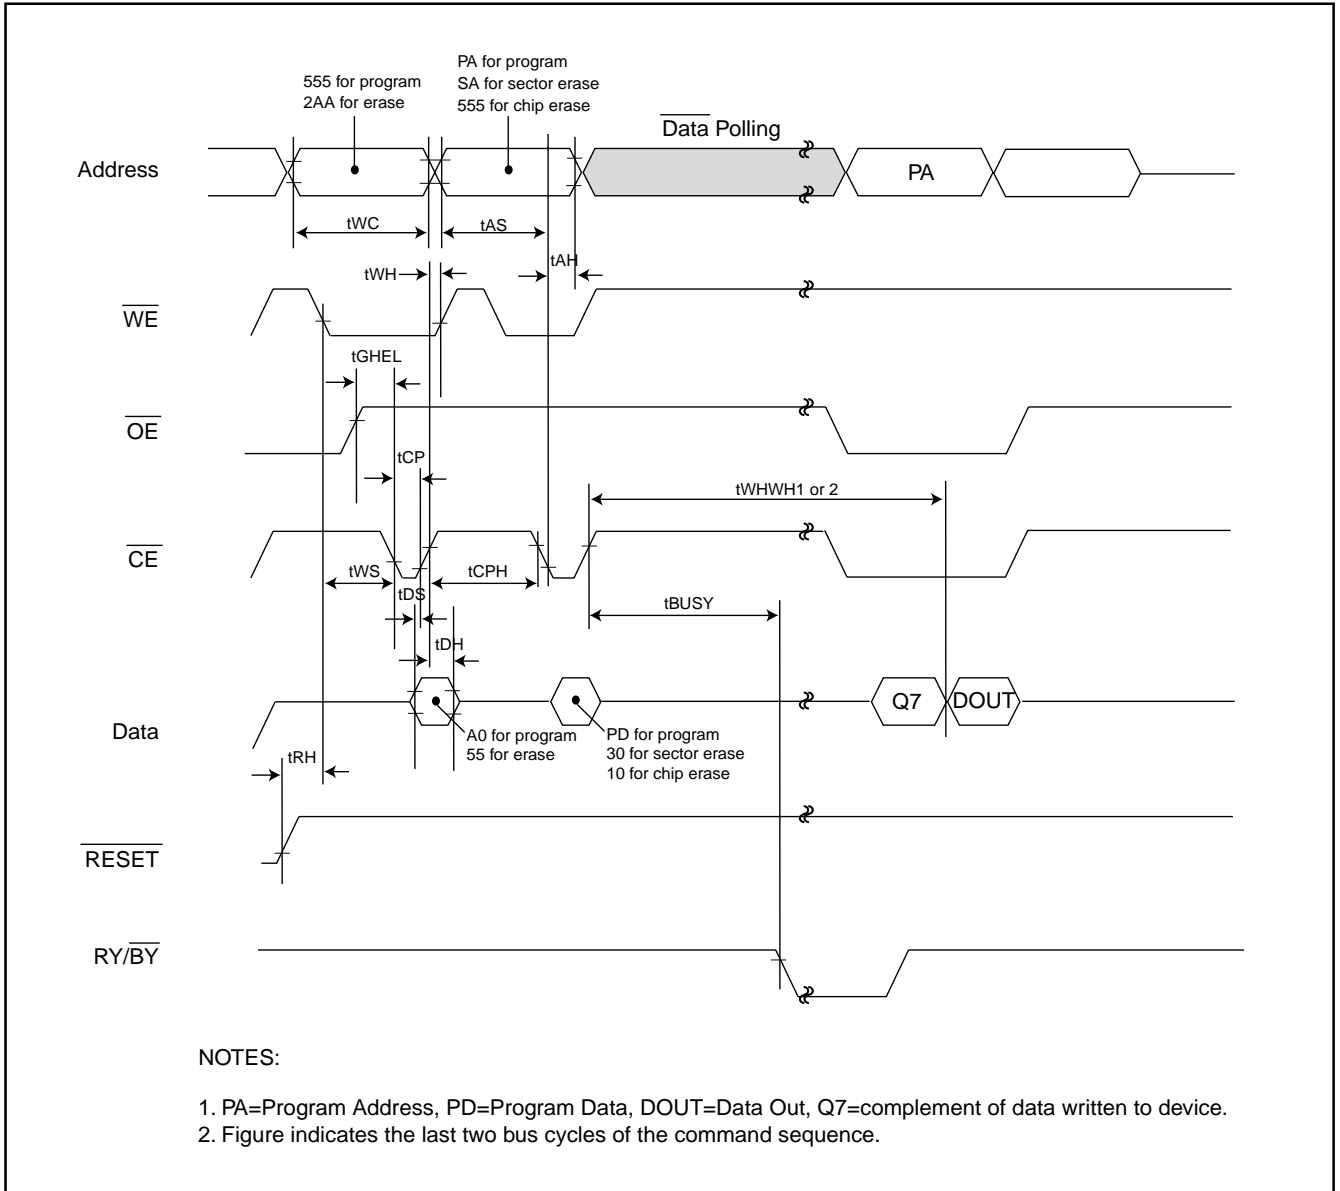 PA for program
SA for sector erase
555 for chip erase
555 for program
2AA for erase
Data Polling
Address
PA
tWC
tAS
tAH
tWH
WE
tGHEL
OE
tCP
tWHWH1 or 2
CE
tWS
tCPH
tDS
tBUSY
tDH
Q7
DOUT
Data
A0 for program
55 for erase
PD for program
30 for sector erase
10 for chip erase
tRH
RESET
RY/BY
NOTES:
1. PA=Program Address, PD=Program Data, DOUT=Data Out, Q7=complement of data written to device.
2. Figure indicates the last two bus cycles of the command sequence.